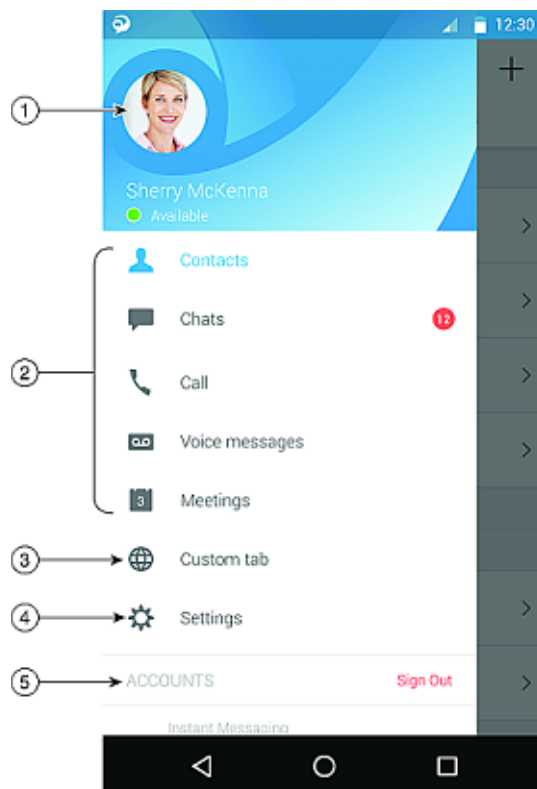 12:30
1
Sherry McKenna
Available
Contacts
Chats 12
2
Call
Voice messages
3 Meetings
3 Custom tab
4 Settings
5 ACCOUNTS Sign Out
Instant Messaging